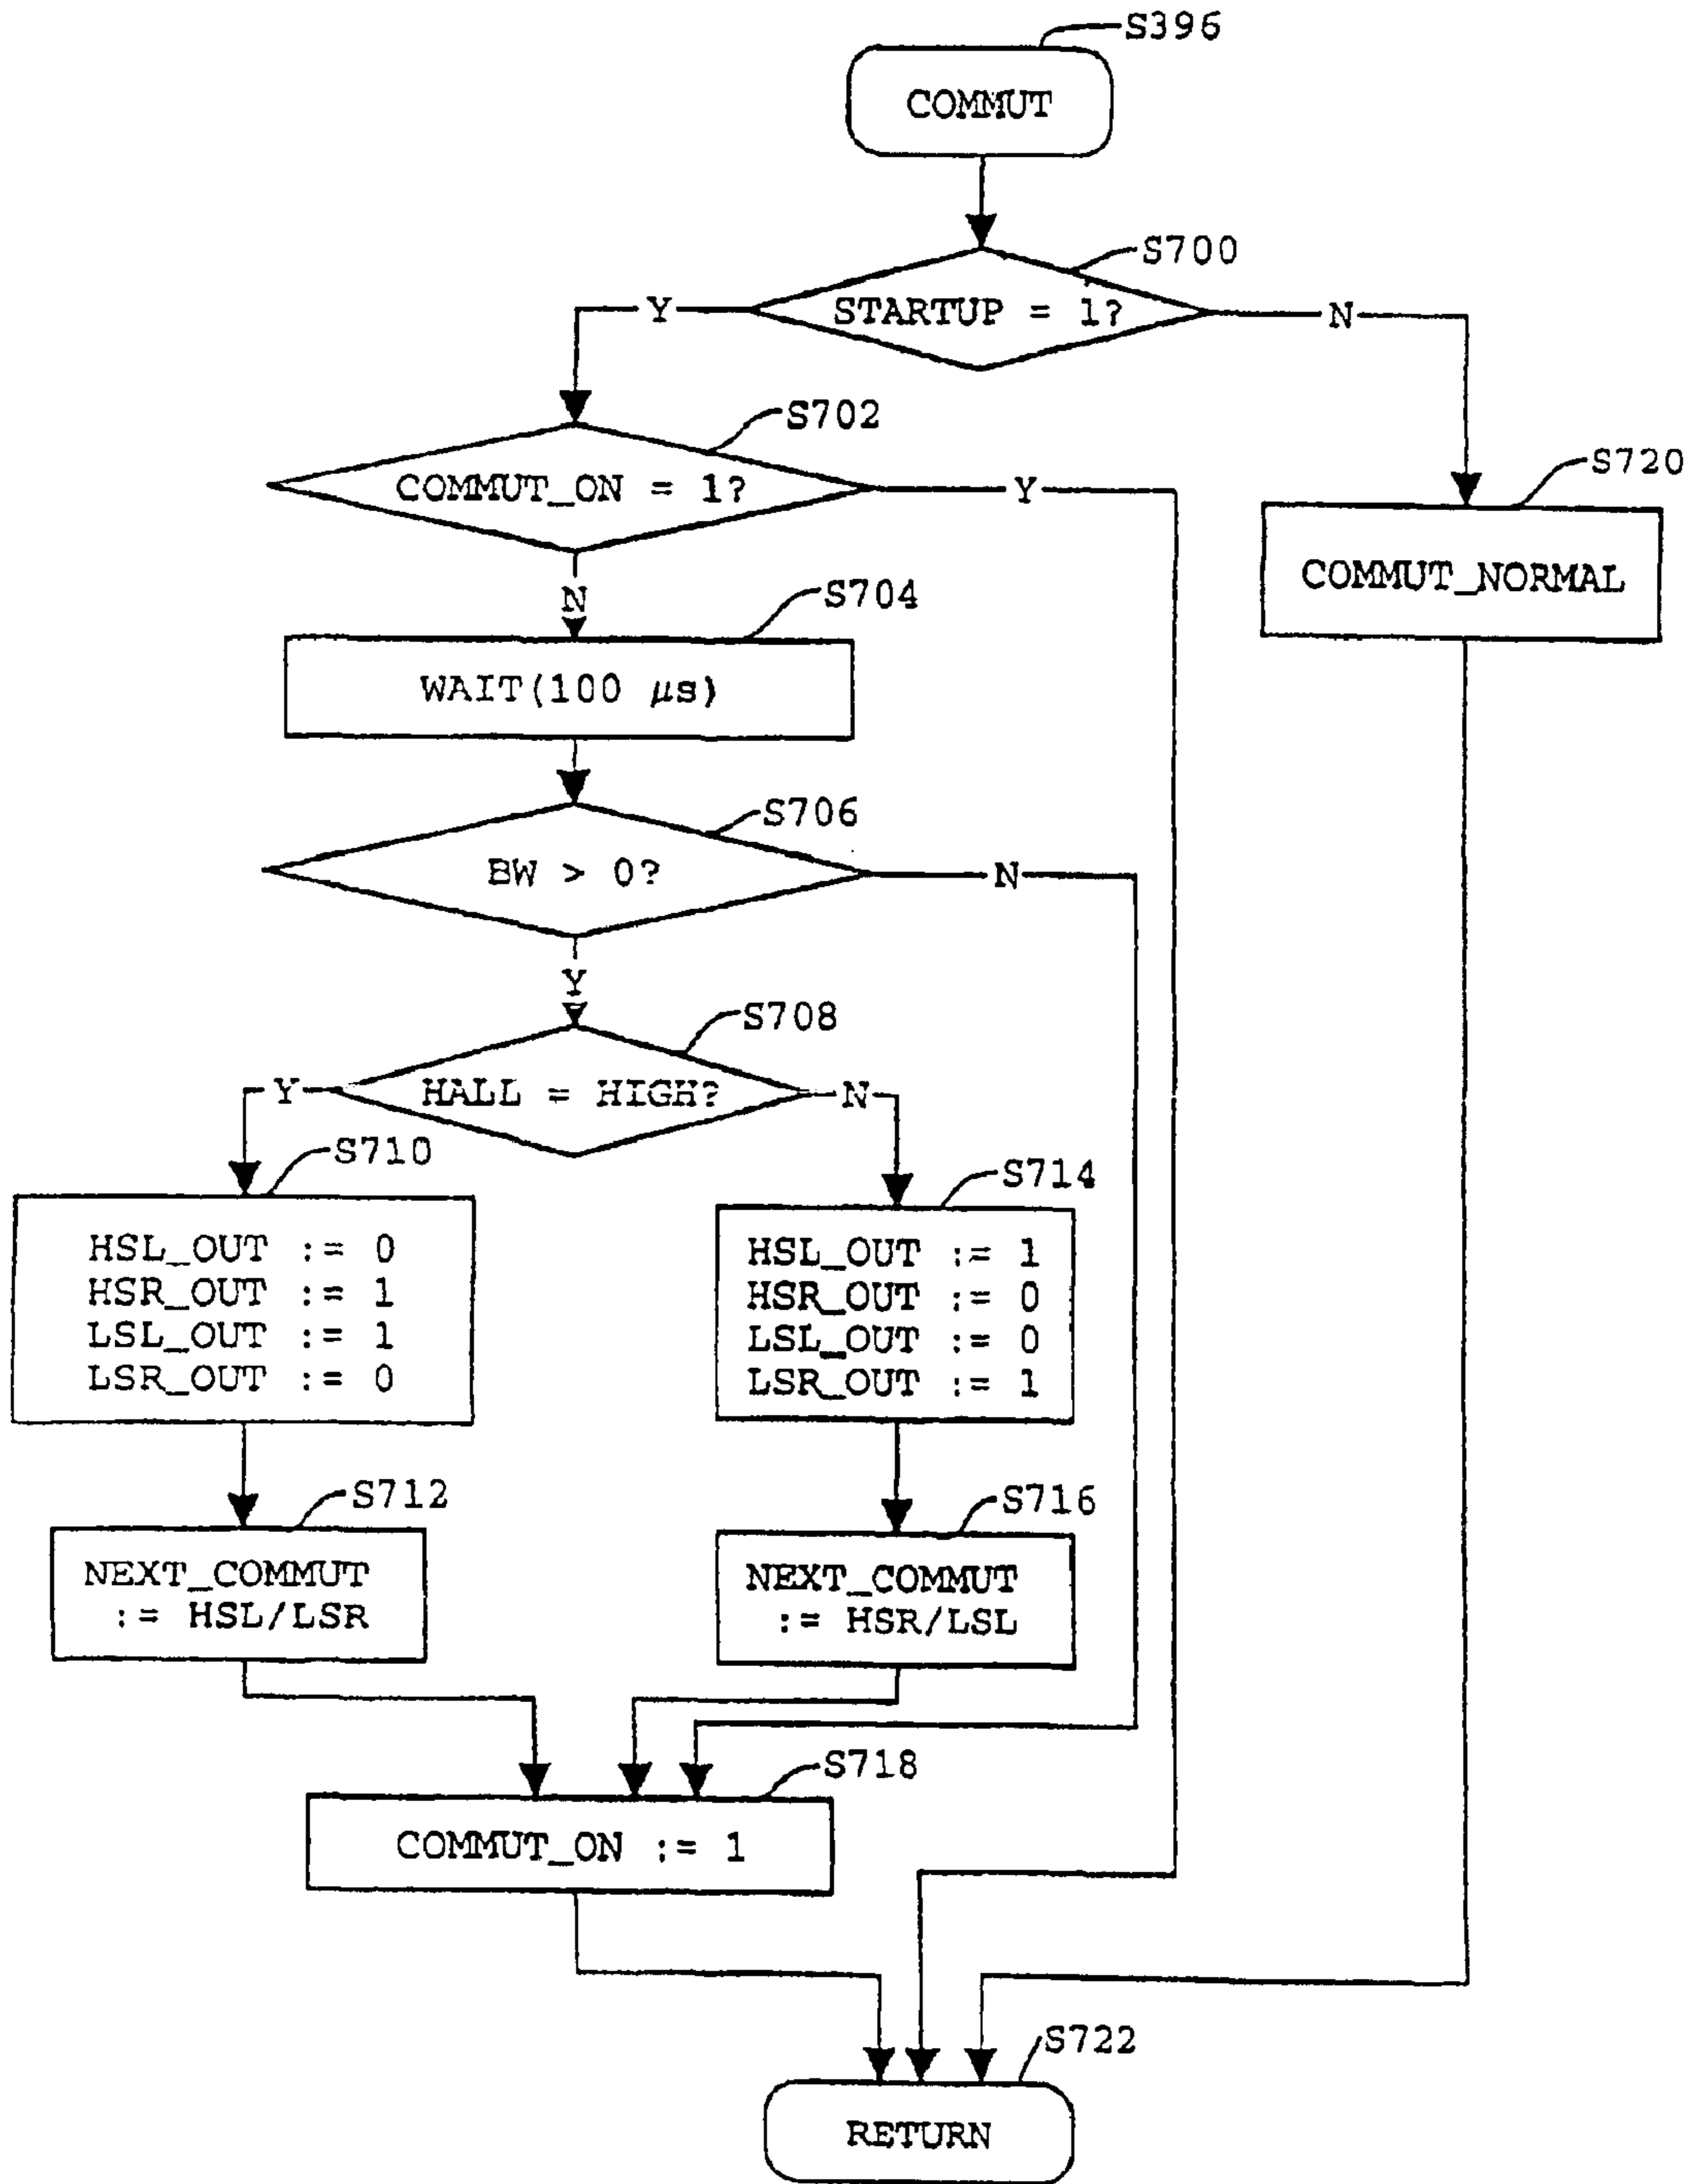 S396
COMMUT
S700
STARTUP = 1?
Y
N
S702
COMMUT_ON = 1?
Y
N
S720
COMMUT_NORMAL
S704
WAIT(100 μs)
S706
BW > 0?
N
Y
S708
HALL = HIGH?
Y
N
S710
HSL_OUT := 0
HSR_OUT := 1
LSL_OUT := 1
LSR_OUT := 0
S714
HSL_OUT := 1
HSR_OUT := 0
LSL_OUT := 0
LSR_OUT := 1
S712
NEXT_COMMUT
:= HSL/LSR
S716
NEXT_COMMUT
:= HSR/LSL
S718
COMMUT_ON := 1
S722
RETURN